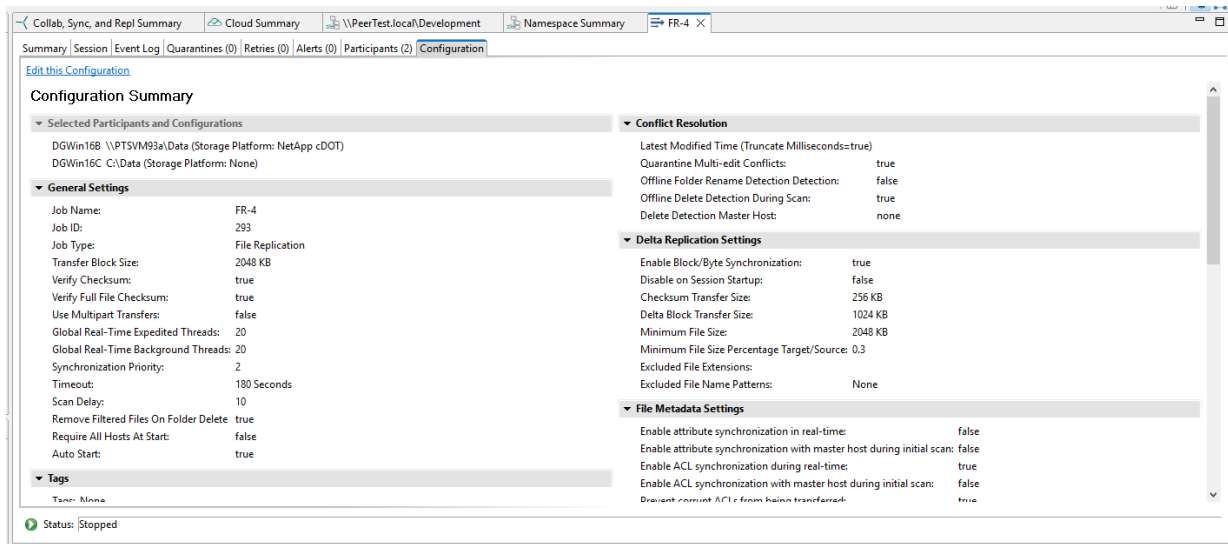 Collab, Sync, and Repl Summary
Cloud Summary
\\PeerTest.local\Development
Namespace Summary
FR-4
Summary
Session
Event Log
Quarantines (0)
Retries (0)
Alerts (0)
Participants (2)
Configuration
Edit this Configuration
Configuration Summary
Selected Participants and Configurations
DGWin16B \\PTSVM93a\Data (Storage Platform: NetApp cDOT)
DGWin16C C:\Data (Storage Platform: None)
General Settings
Job Name: FR-4
Job ID: 293
Job Type: File Replication
Transfer Block Size: 2048 KB
Verify Checksum: true
Verify Full File Checksum: true
Use Multipart Transfers: false
Global Real-Time Expedited Threads: 20
Global Real-Time Background Threads: 20
Synchronization Priority: 2
Timeout: 180 Seconds
Scan Delay: 10
Remove Filtered Files On Folder Delete true
Require All Hosts At Start: false
Auto Start: true
Tags
Tags: None
Conflict Resolution
Latest Modified Time (Truncate Milliseconds=true)
Quarantine Multi-edit Conflicts: true
Offline Folder Rename Detection Detection: false
Offline Delete Detection During Scan: true
Delete Detection Master Host: none
Delta Replication Settings
Enable Block/Byte Synchronization: true
Disable on Session Startup: false
Checksum Transfer Size: 256 KB
Delta Block Transfer Size: 1024 KB
Minimum File Size: 2048 KB
Minimum File Size Percentage Target/Source: 0.3
Excluded File Extensions:
Excluded File Name Patterns: None
File Metadata Settings
Enable attribute synchronization in real-time: false
Enable attribute synchronization with master host during initial scan: false
Enable ACL synchronization during real-time: true
Enable ACL synchronization with master host during initial scan: false
Prevent corrupt ACLs from being transferred: true
Status: Stopped